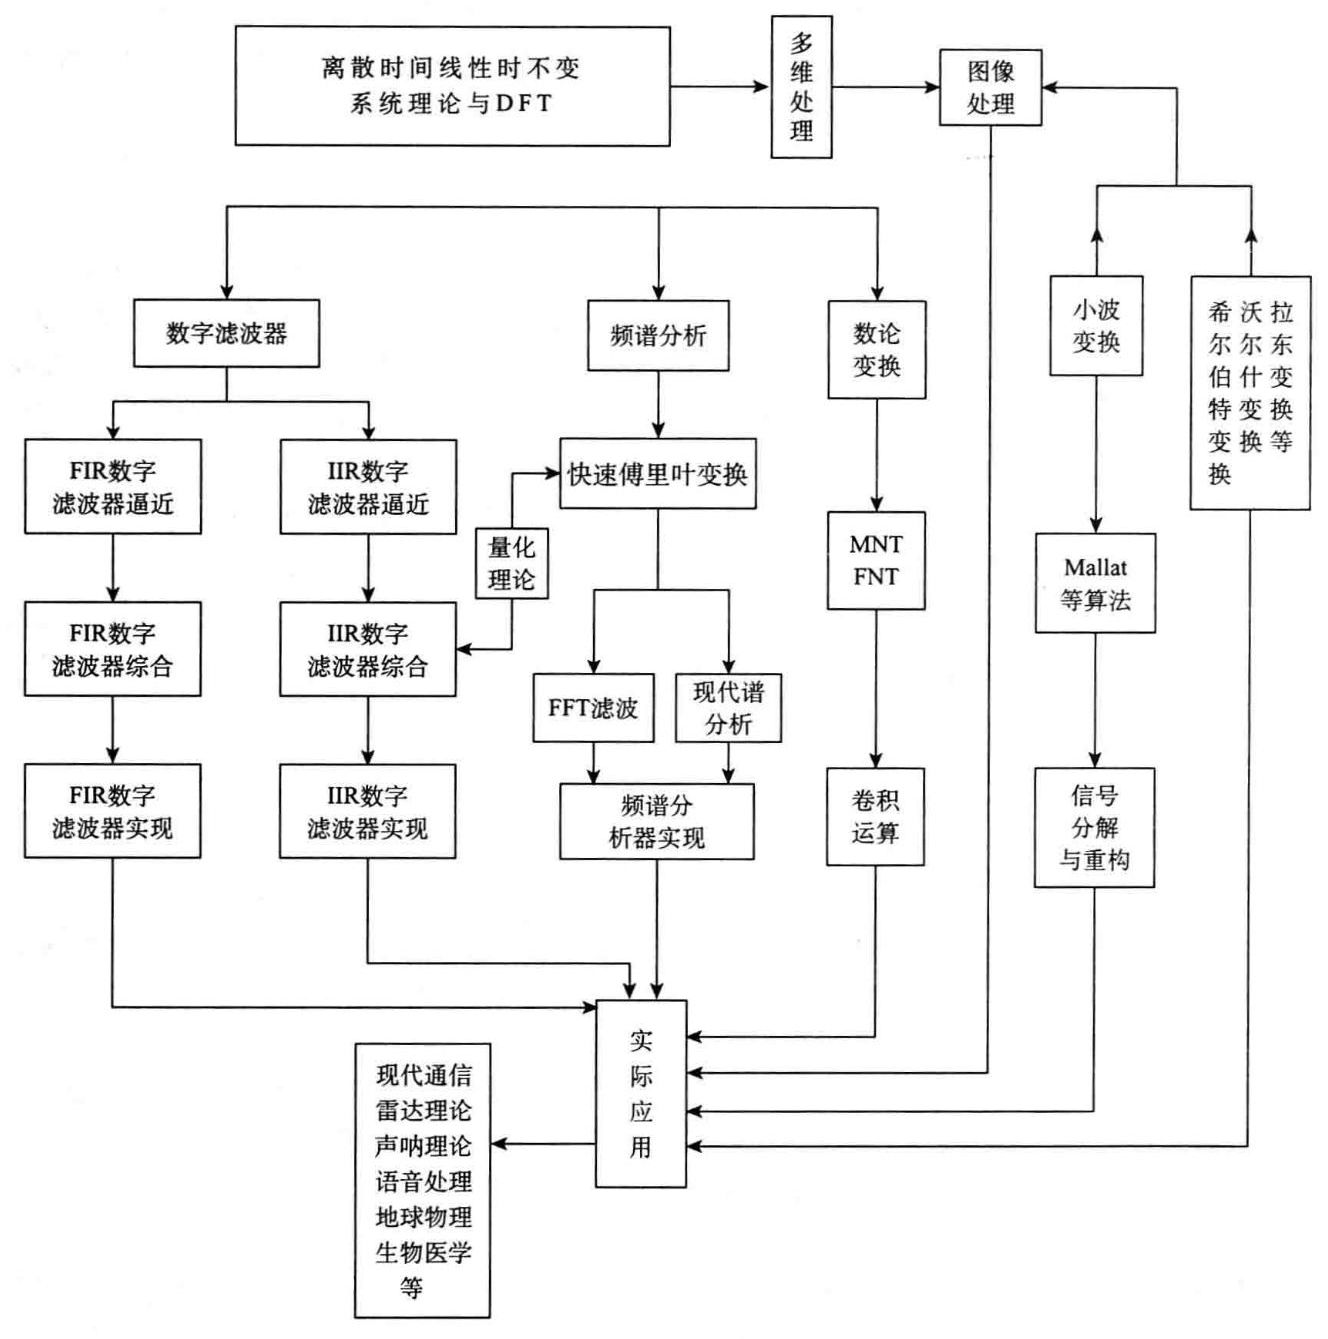 离散时间线性时不变
系统理论与DFT
多
维
处
理
图像
处理
数字滤波器
频谱分析
数论
变换
小波
变换
希沃拉
尔尔东
伯什变
特变换
变换等
换
FIR数字
滤波器逼近
IIR数字
滤波器逼近
快速傅里叶变换
量化
理论
MNT
FNT
Mallat
等算法
FIR数字
滤波器综合
IIR数字
滤波器综合
FFT滤波
现代谱
分析
FIR数字
滤波器实现
IIR数字
滤波器实现
频谱分
析器实现
卷积
运算
信号
分解
与重构
实
际
应
用
现代通信
雷达理论
声呐理论
语音处理
地球物理
生物医学
等